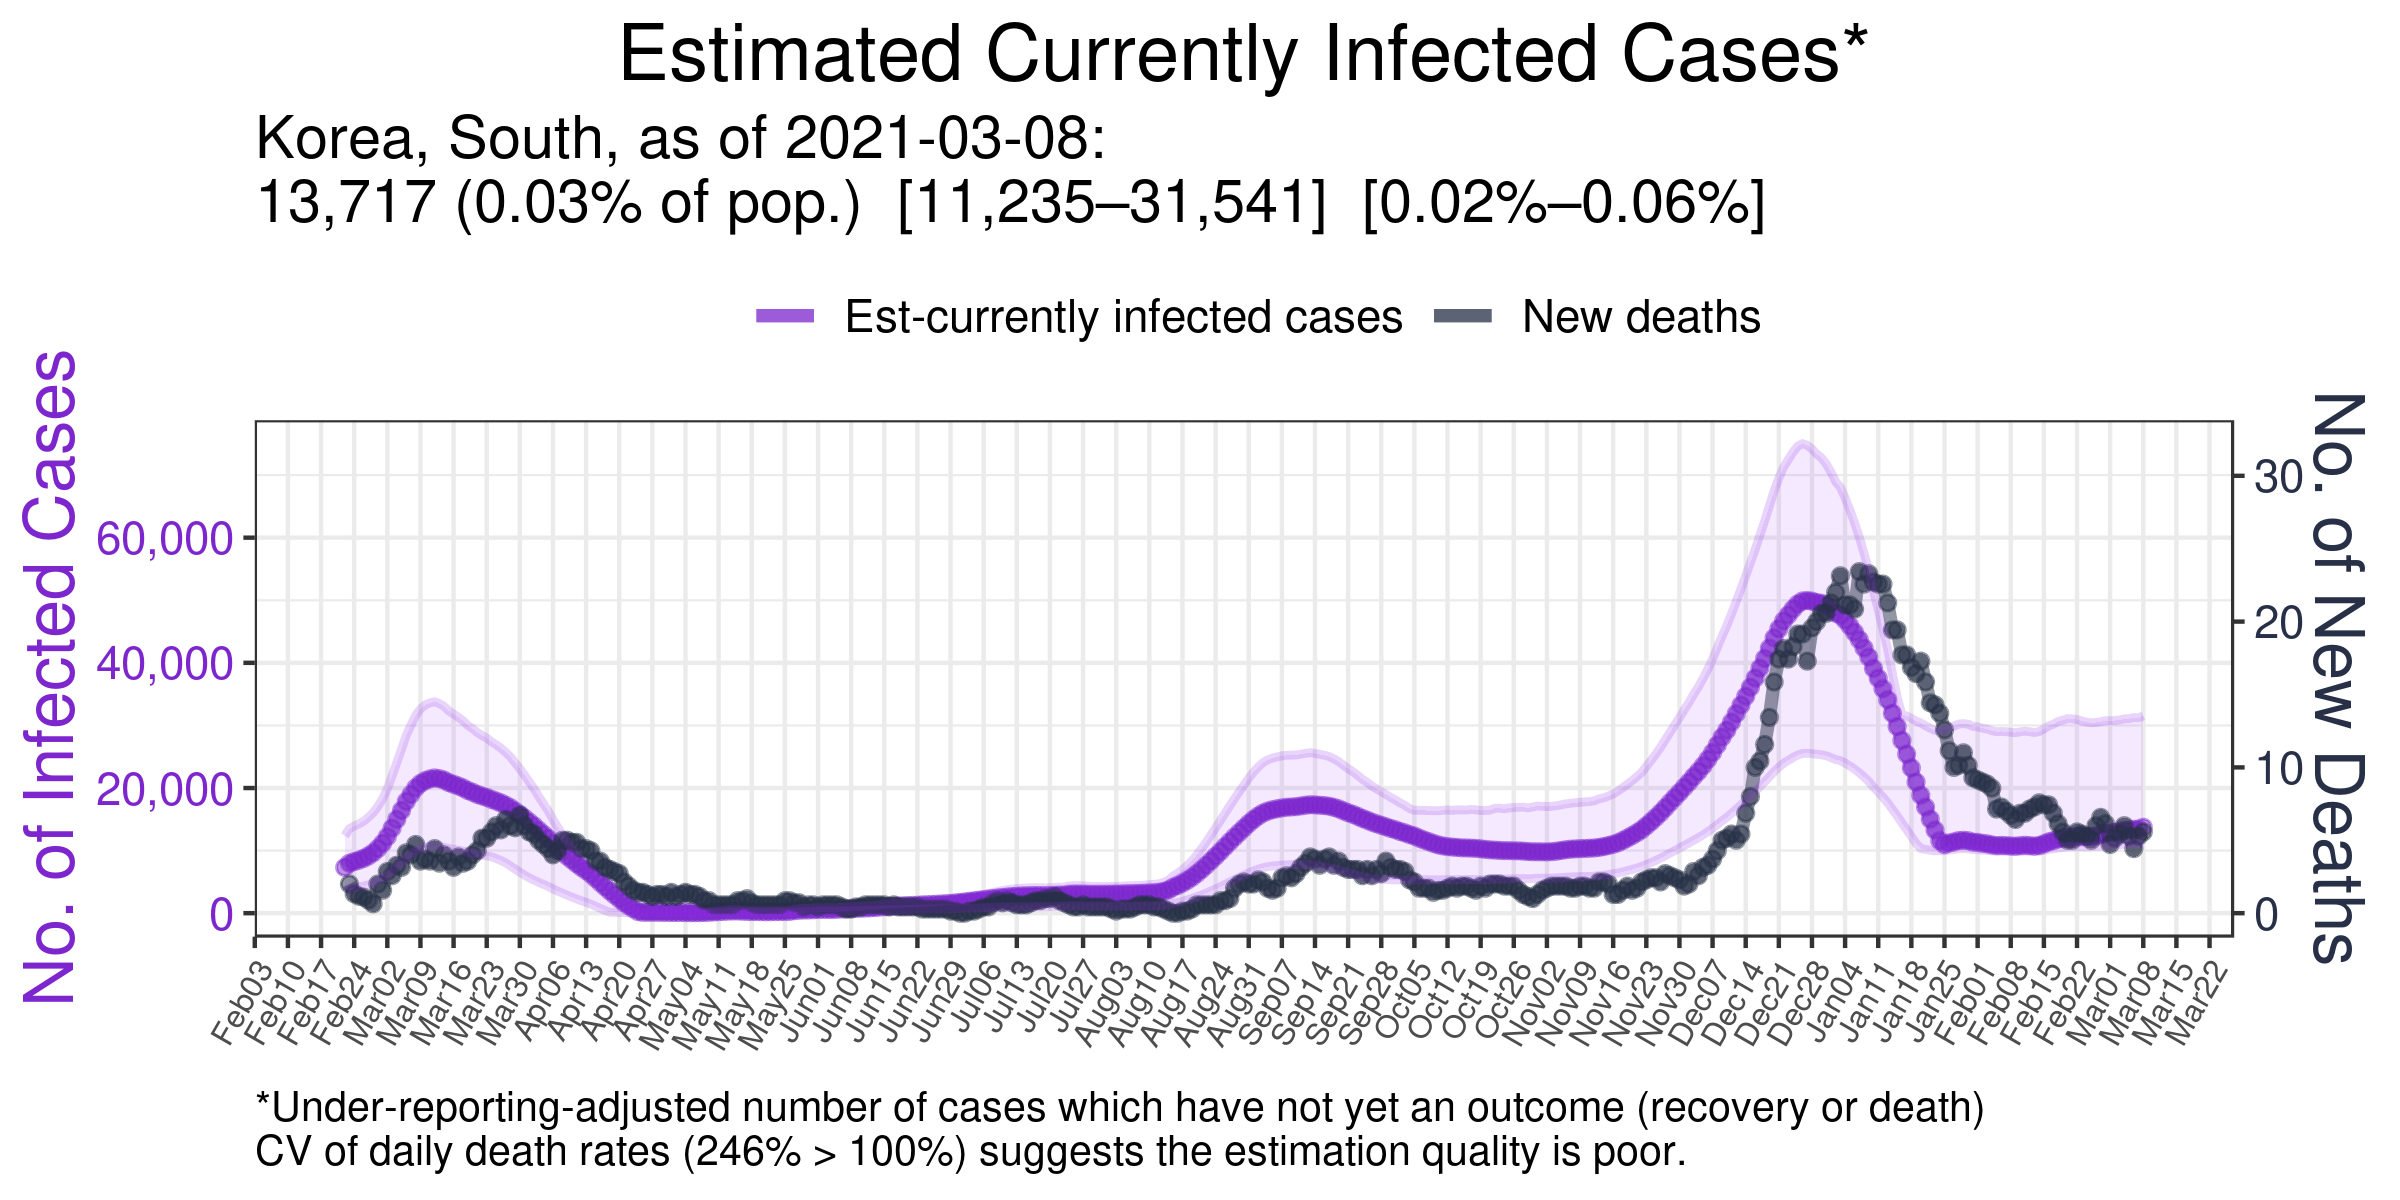 Estimated Currently Infected Cases*
Korea, South, as of 2021-03-08:
13,717 (0.03% of pop.)  [11,235–31,541]  [0.02%–0.06%]
Est-currently infected cases
New deaths
No. of Infected Cases
60,000
40,000
20,000
0
30
20
10
0
No. of New Deaths
Feb03
Feb10
Feb17
Feb24
Mar02
Mar09
Mar16
Mar23
Mar30
Apr06
Apr13
Apr20
Apr27
May04
May11
May18
May25
Jun01
Jun08
Jun15
Jun22
Jun29
Jul06
Jul13
Jul20
Jul27
Aug03
Aug10
Aug17
Aug24
Aug31
Sep07
Sep14
Sep21
Sep28
Oct05
Oct12
Oct19
Oct26
Nov02
Nov09
Nov16
Nov23
Nov30
Dec07
Dec14
Dec21
Dec28
Jan04
Jan11
Jan18
Jan25
Feb01
Feb08
Feb15
Feb22
Mar01
Mar08
Mar15
Mar22
*Under-reporting-adjusted number of cases which have not yet an outcome (recovery or death)
CV of daily death rates (246% > 100%) suggests the estimation quality is poor.